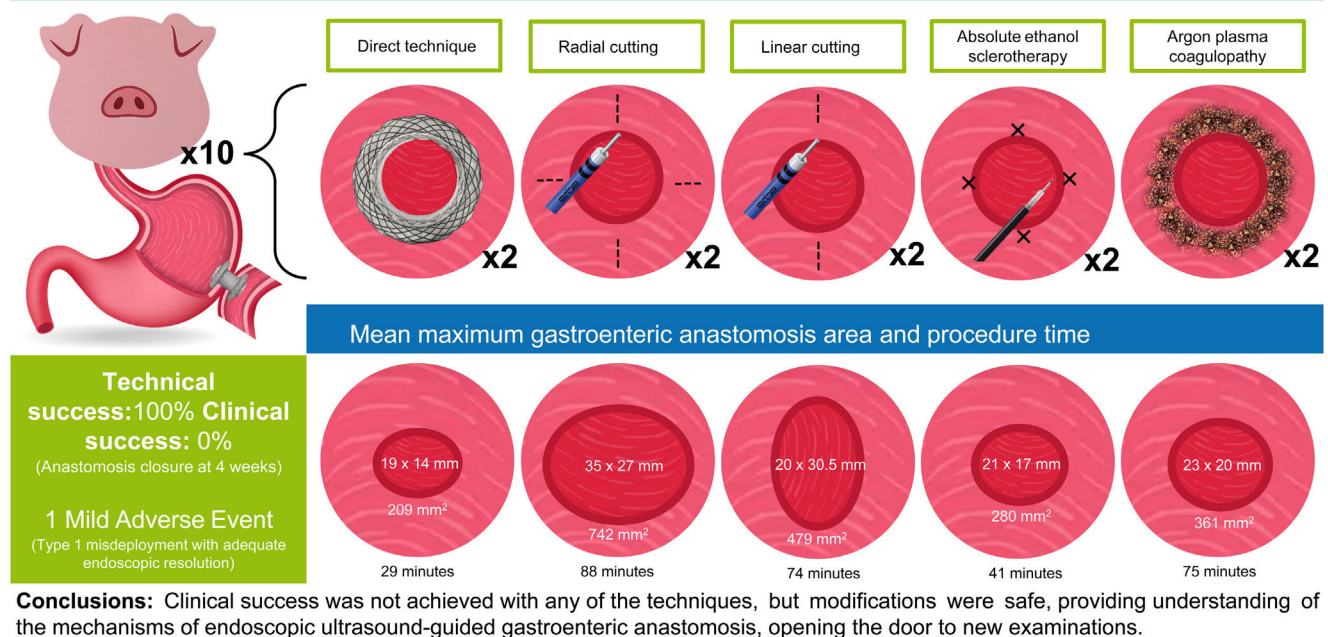 Direct technique
Radial cutting
Linear cutting
Absolute ethanol
sclerotherapy
Argon plasma
coagulopathy
x10
erbe
erbe
x2
x2
x2
x2
x2
Mean maximum gastroenteric anastomosis area and procedure time
Technical
success:100% Clinical
success: 0%
(Anastomosis closure at 4 weeks)
1 Mild Adverse Event
(Type 1 misdeployment with adequate
endoscopic resolution)
19 x 14 mm
209 mm²
29 minutes
35 x 27 mm
742 mm²
88 minutes
20 x 30.5 mm
479 mm²
74 minutes
21 x 17 mm
280 mm²
41 minutes
23 x 20 mm
361 mm²
75 minutes
Conclusions: Clinical success was not achieved with any of the techniques, but modifications were safe, providing understanding of
the mechanisms of endoscopic ultrasound-guided gastroenteric anastomosis, opening the door to new examinations.